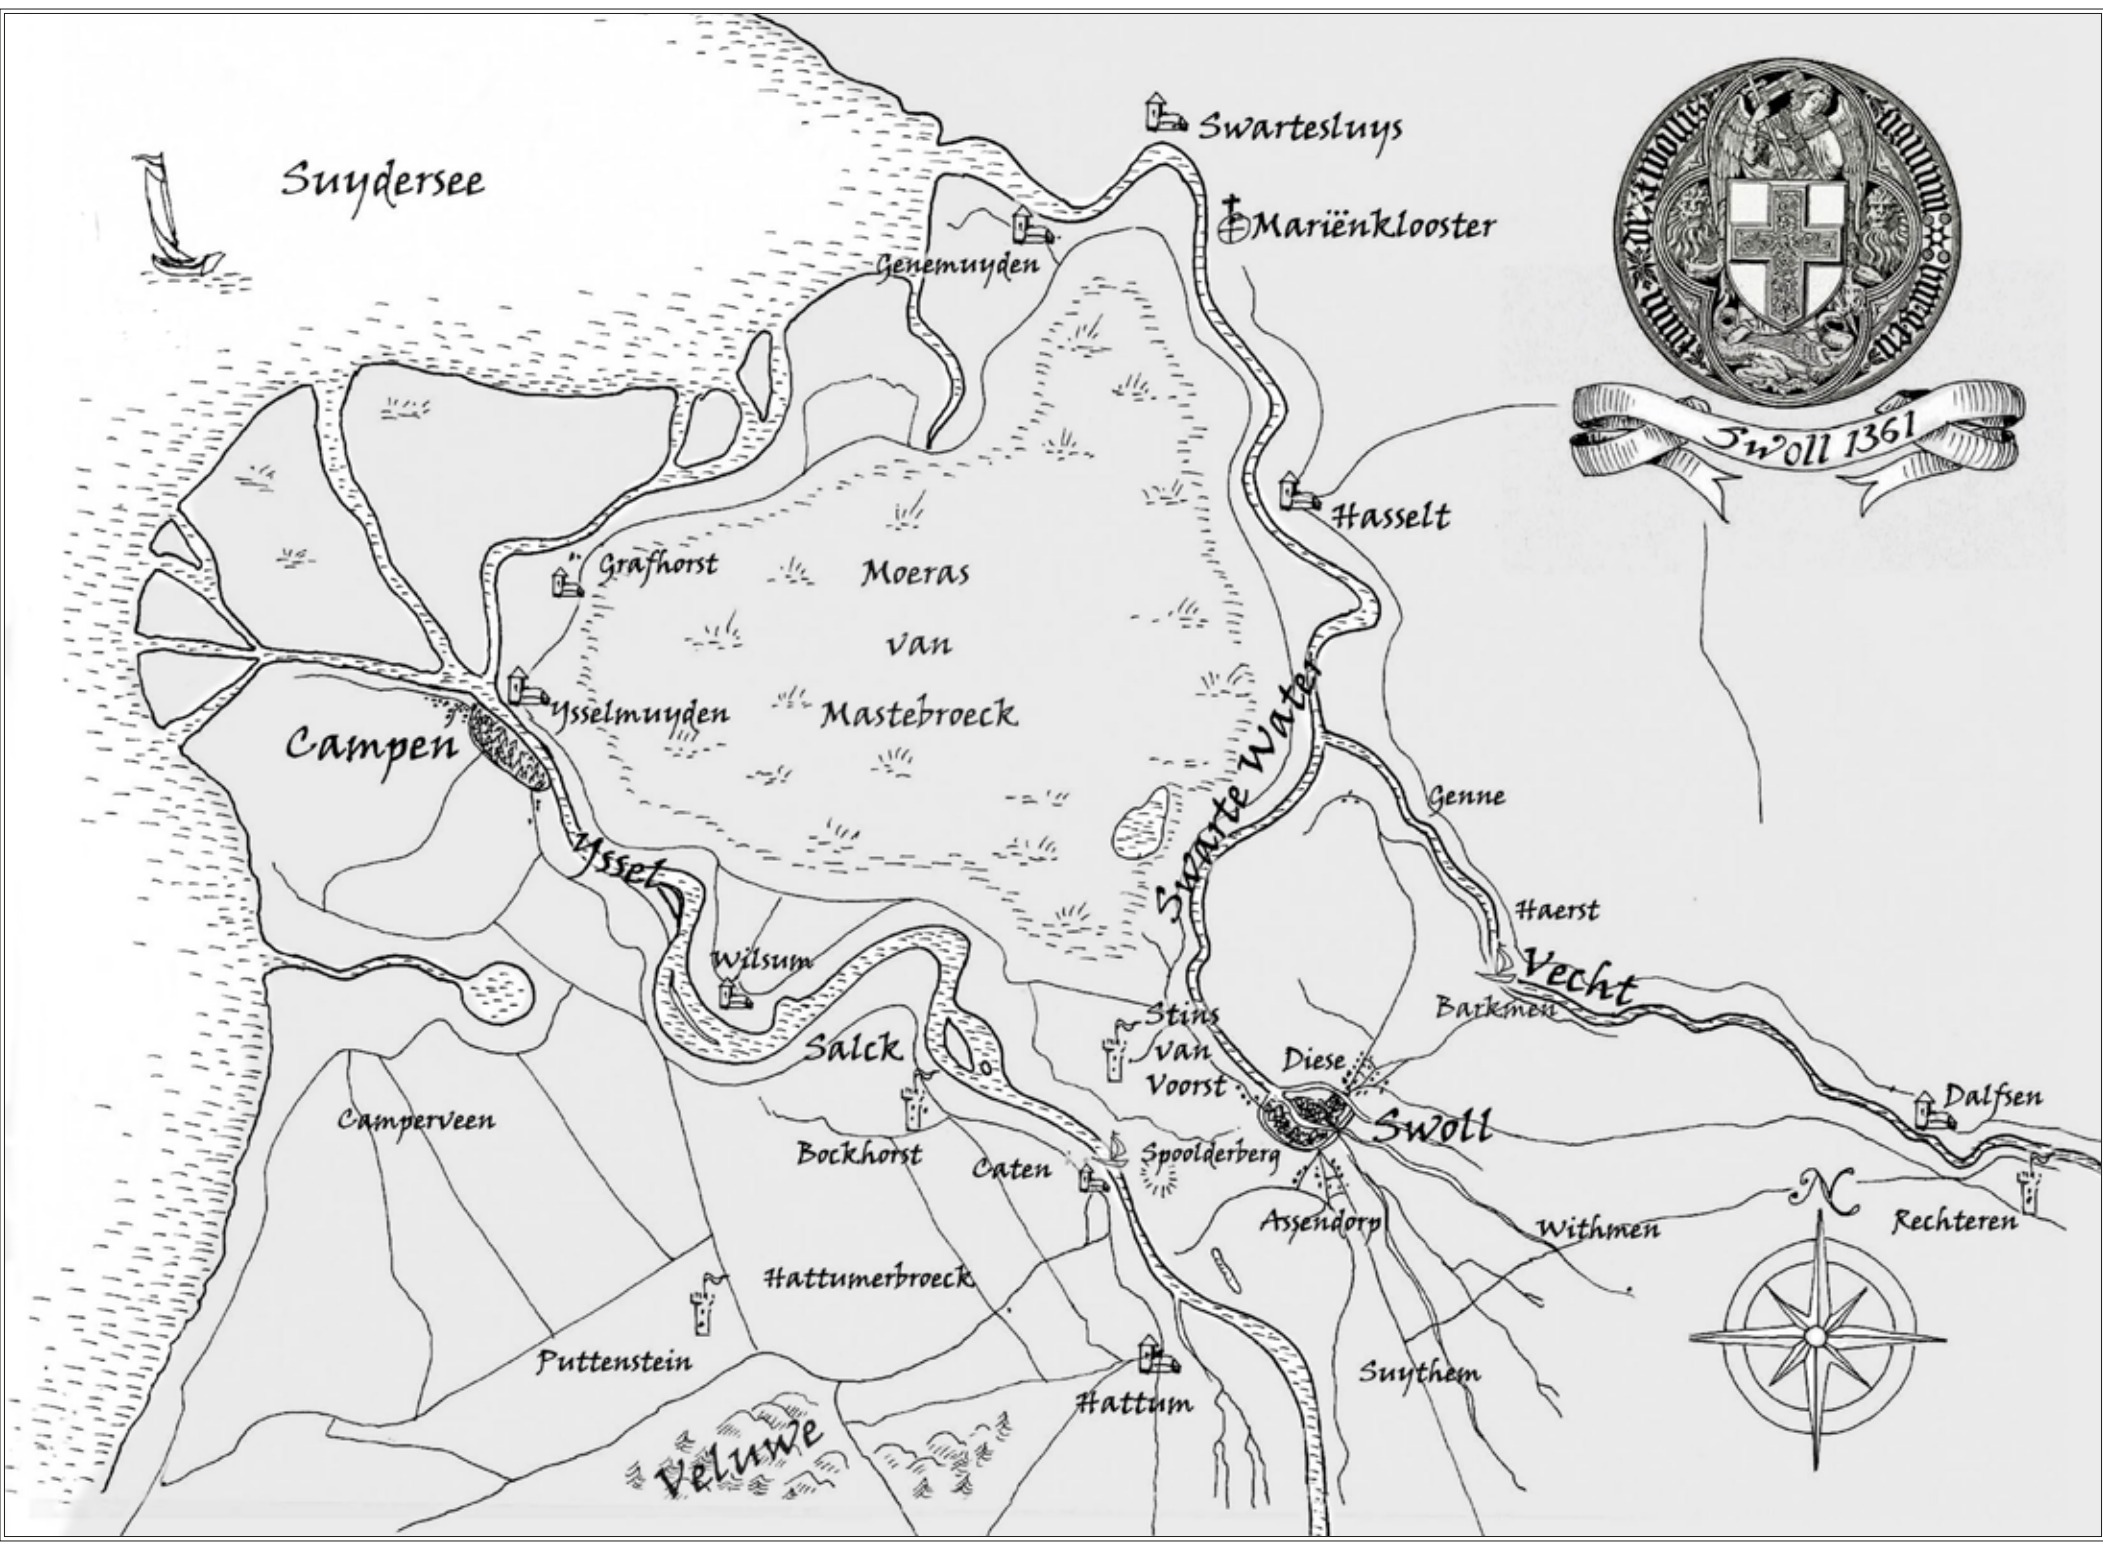 Swartesluys
Suydersee
Mariënklooster
Genemuyden
Swoll 1361
Hasselt
Grafhorst
Moeras
van
Mastebroeck
Ysselmuyden
Campen
Swarte Water
Genne
Yssel
Haerst
Wilsum
Vecht
Barkmen
Stins
van
Voorst
Salck
Diese
Dalfsen
Camperveen
Swoll
Bockhorst
Caten
Spoolderberg
N
Assendorp
Withmen
Rechteren
Hattumerbroeck
Puttenstein
Suythem
Hattum
Veluwe